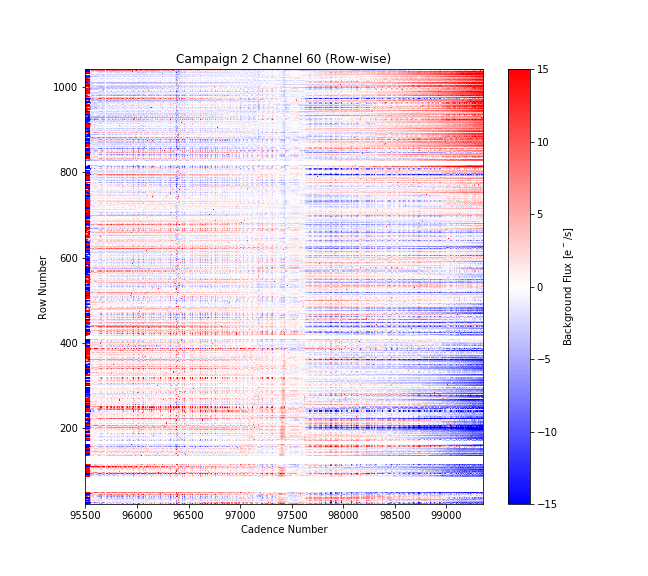 Campaign 2 Channel 60 (Row-wise)
1000
800
600
400
200
Row Number
95500 96000 96500 97000 97500 98000 98500 99000
Cadence Number
15
10
5
0
−5
−10
−15
Background Flux [e⁻/s]